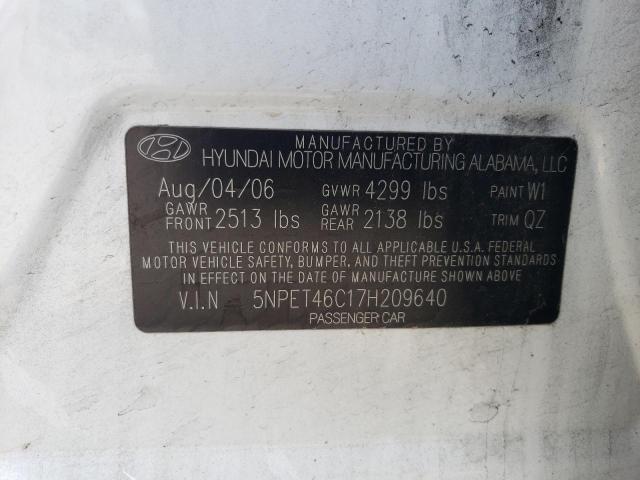 MANUFACTURED BY
HYUNDAI MOTOR MANUFACTURING ALABAMA, LLC
Aug/04/06 GVWR 4299 lbs PAINT W1
GAWR FRONT 2513 lbs GAWR REAR 2138 lbs TRIM QZ
THIS VEHICLE CONFORMS TO ALL APPLICABLE U.S.A. FEDERAL
MOTOR VEHICLE SAFETY, BUMPER, AND THEFT PREVENTION STANDARDS
IN EFFECT ON THE DATE OF MANUFACTURE SHOWN ABOVE.
V.I.N 5NPET46C17H209640
PASSENGER CAR